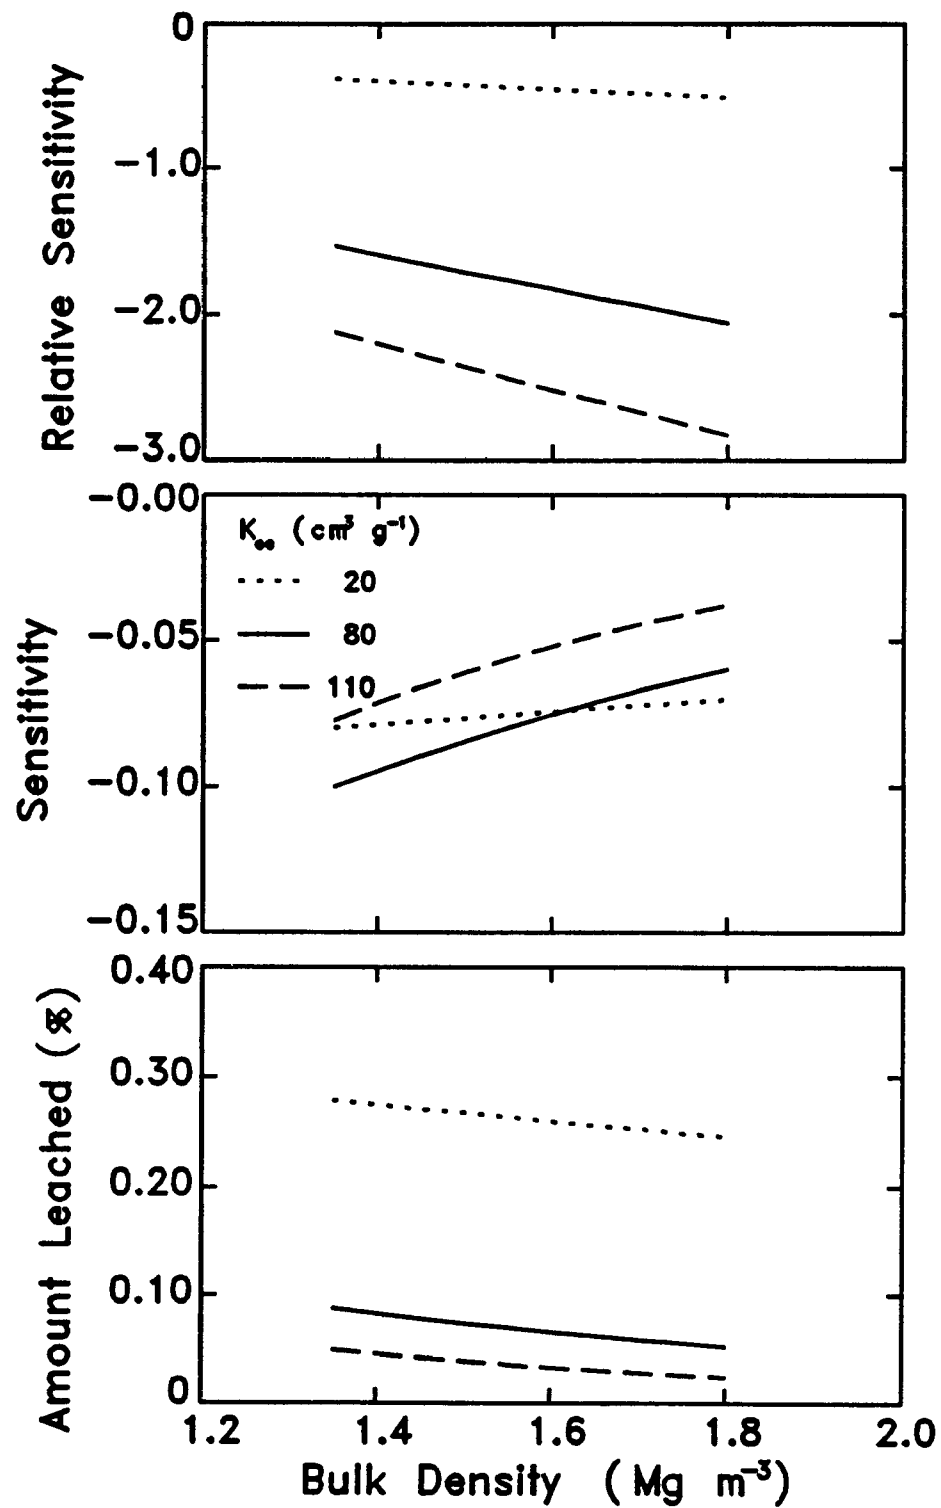 0
−1.0
−2.0
−3.0
Relative Sensitivity
−0.00
−0.05
−0.10
−0.15
Sensitivity
K_oc (cm³ g⁻¹)
20
80
110
0.40
0.30
0.20
0.10
0
Amount Leached (%)
1.2 1.4 1.6 1.8 2.0
Bulk Density (Mg m⁻³)